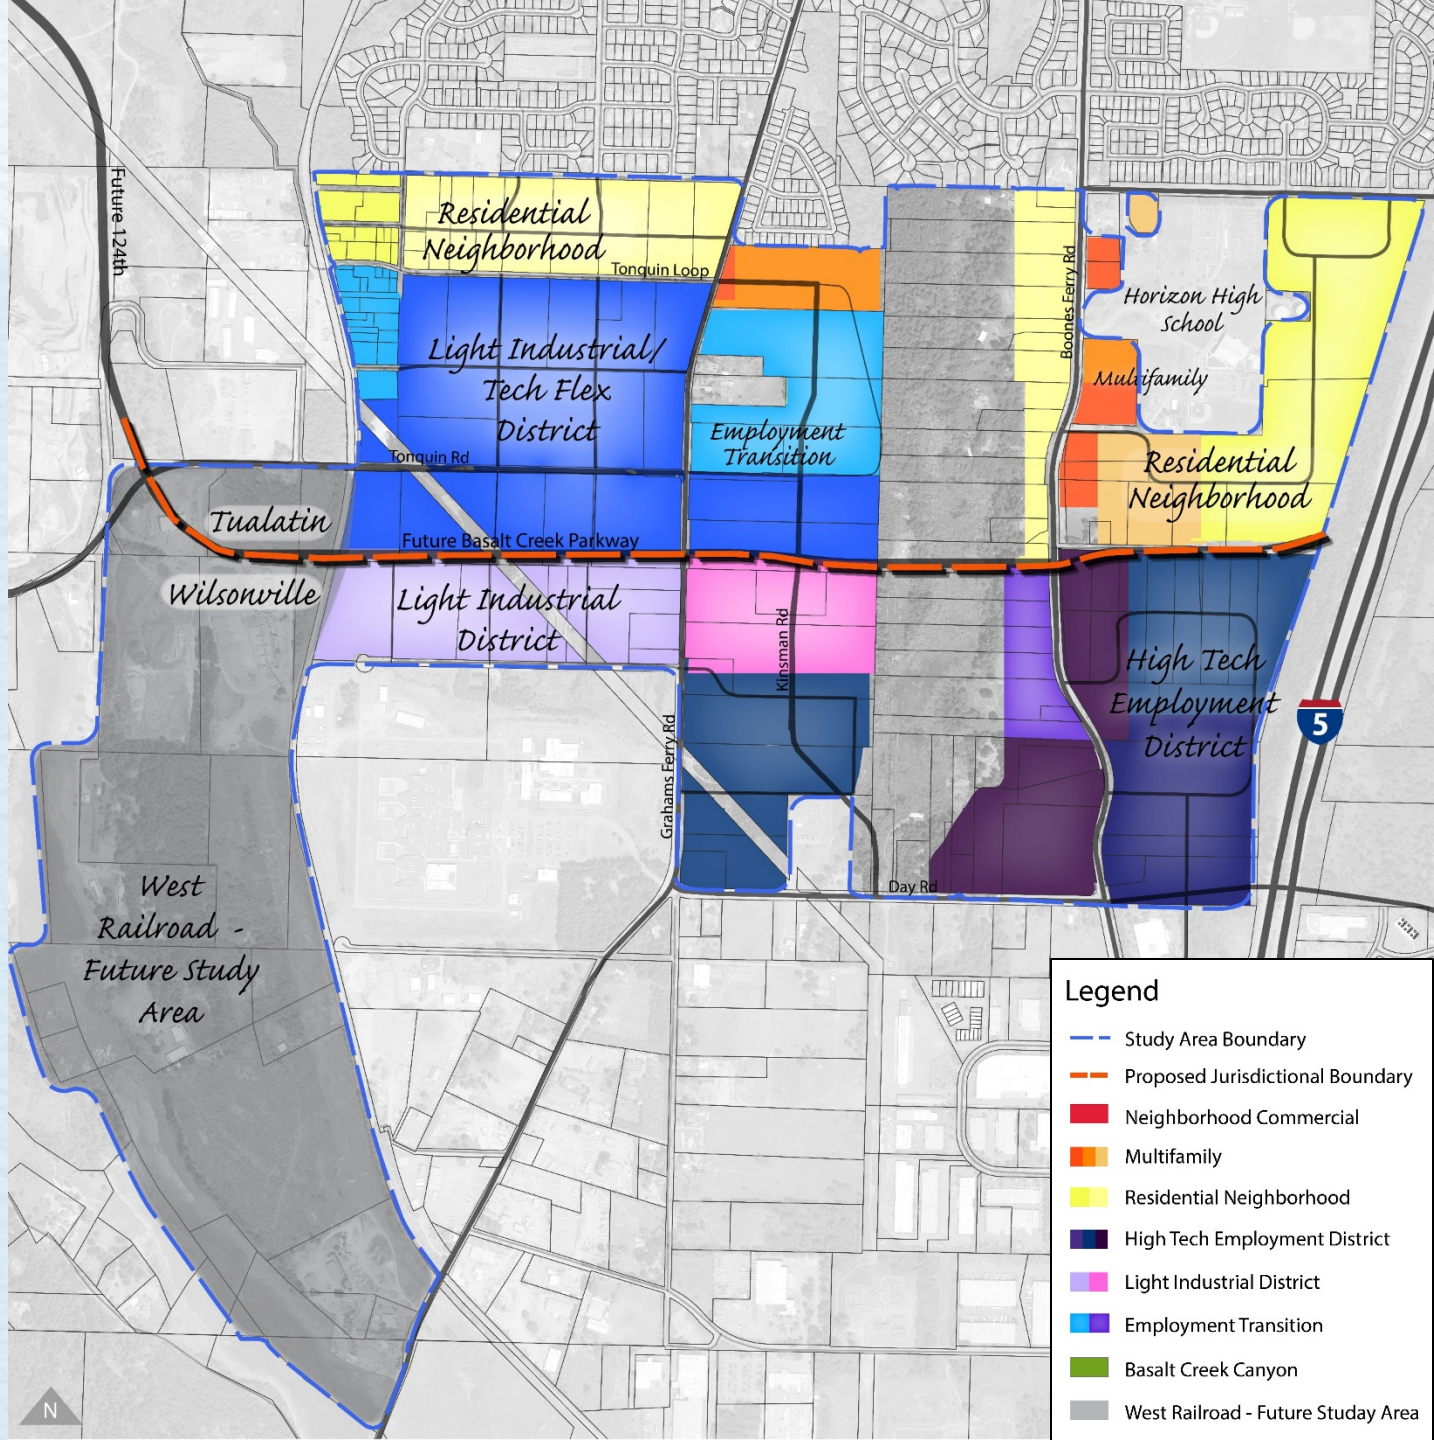 Future 124th
Residential
Neighborhood
Tonquin Loop
Boones Ferry Rd
Horizon High
School
Light Industrial/
Tech Flex
District
Multifamily
Employment
Transition
Tonquin Rd
Residential
Neighborhood
Tualatin
Future Basalt Creek Parkway
Wilsonville
Light Industrial
District
Kinsman Rd
High Tech
Employment
District
5
Grahams Ferry Rd
Day Rd
West
Railroad -
Future Study
Area
Legend
Study Area Boundary
Proposed Jurisdictional Boundary
Neighborhood Commercial
Multifamily
Residential Neighborhood
High Tech Employment District
Light Industrial District
Employment Transition
Basalt Creek Canyon
West Railroad - Future Studay Area
N